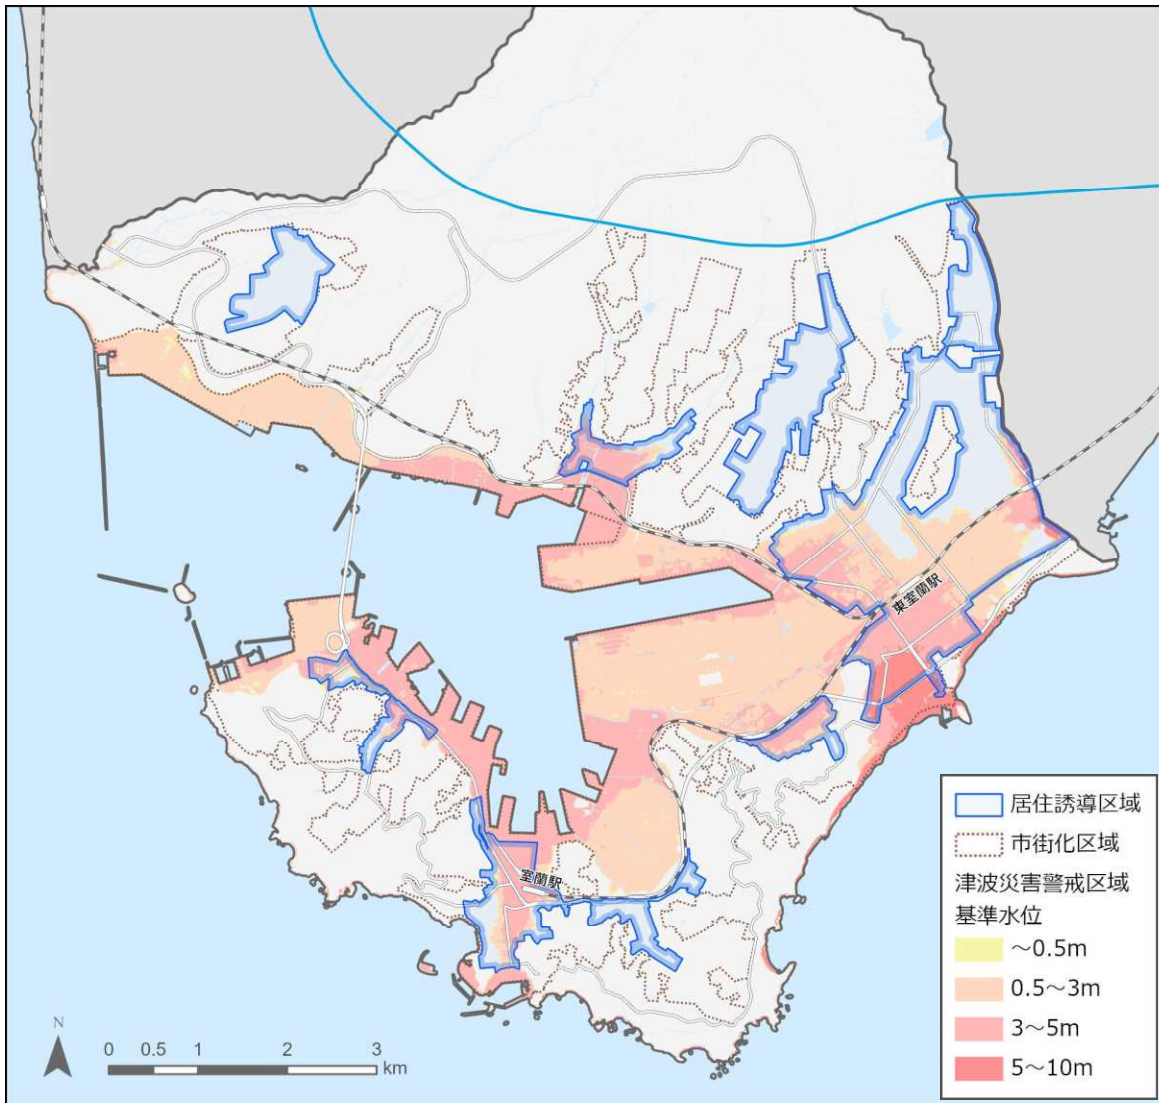 東室蘭駅
室蘭駅
居住誘導区域
市街化区域
津波災害警戒区域
基準水位
～0.5m
0.5～3m
3～5m
5～10m
N
0 0.5 1 2 3
km